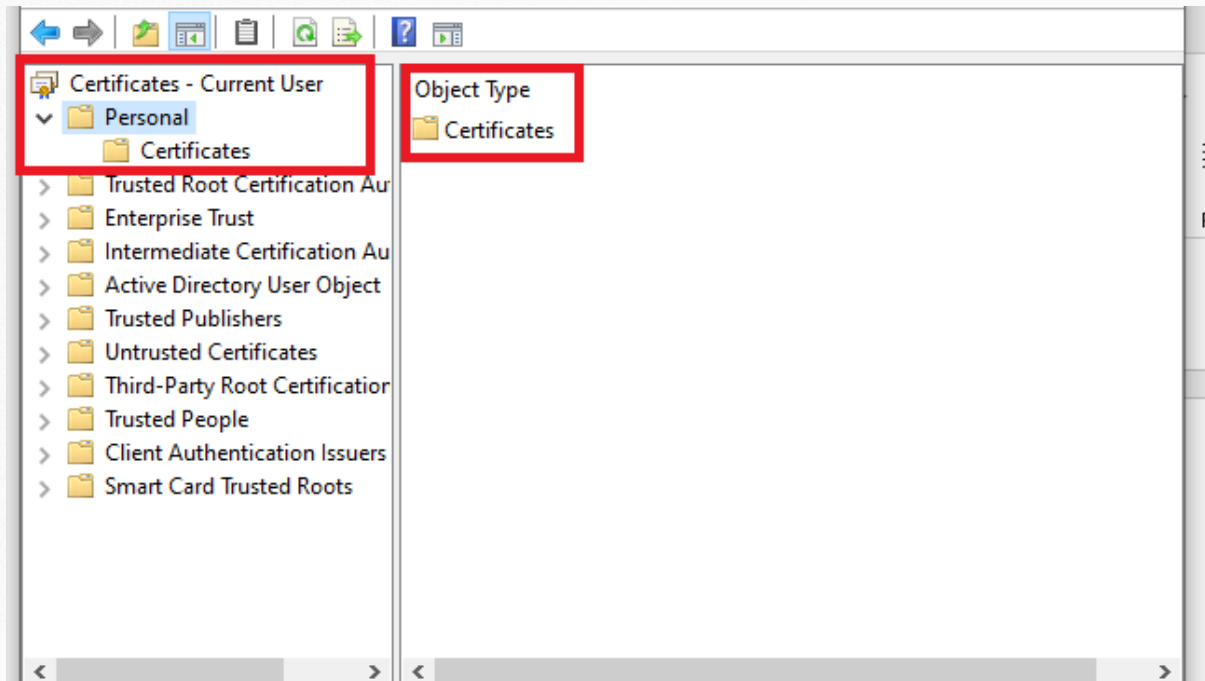 Certificates - Current User
Personal
Certificates
Trusted Root Certification Au
Enterprise Trust
Intermediate Certification Au
Active Directory User Object
Trusted Publishers
Untrusted Certificates
Third-Party Root Certification
Trusted People
Client Authentication Issuers
Smart Card Trusted Roots
Object Type
Certificates